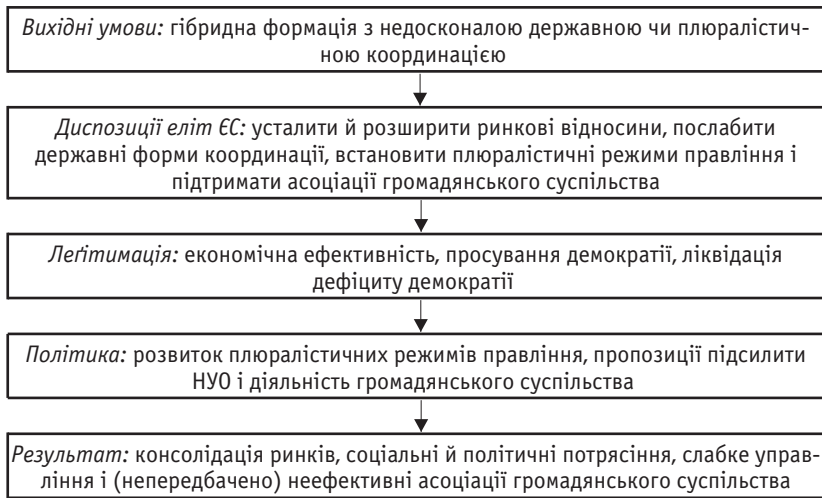 Вихідні умови: гібридна формація з недосконалою державною чи плюралістич-
ною координацією
Диспозиції еліт ЄС: усталити й розширити ринкові відносини, послабити
державні форми координації, встановити плюралістичні режими правління і
підтримати асоціації громадянського суспільства
Леґітимація: економічна ефективність, просування демократії, ліквідація
дефіциту демократії
Політика: розвиток плюралістичних режимів правління, пропозиції підсилити
НУО і діяльність громадянського суспільства
Результат: консолідація ринків, соціальні й політичні потрясіння, слабке управ-
ління і (непередбачено) неефективні асоціації громадянського суспільства